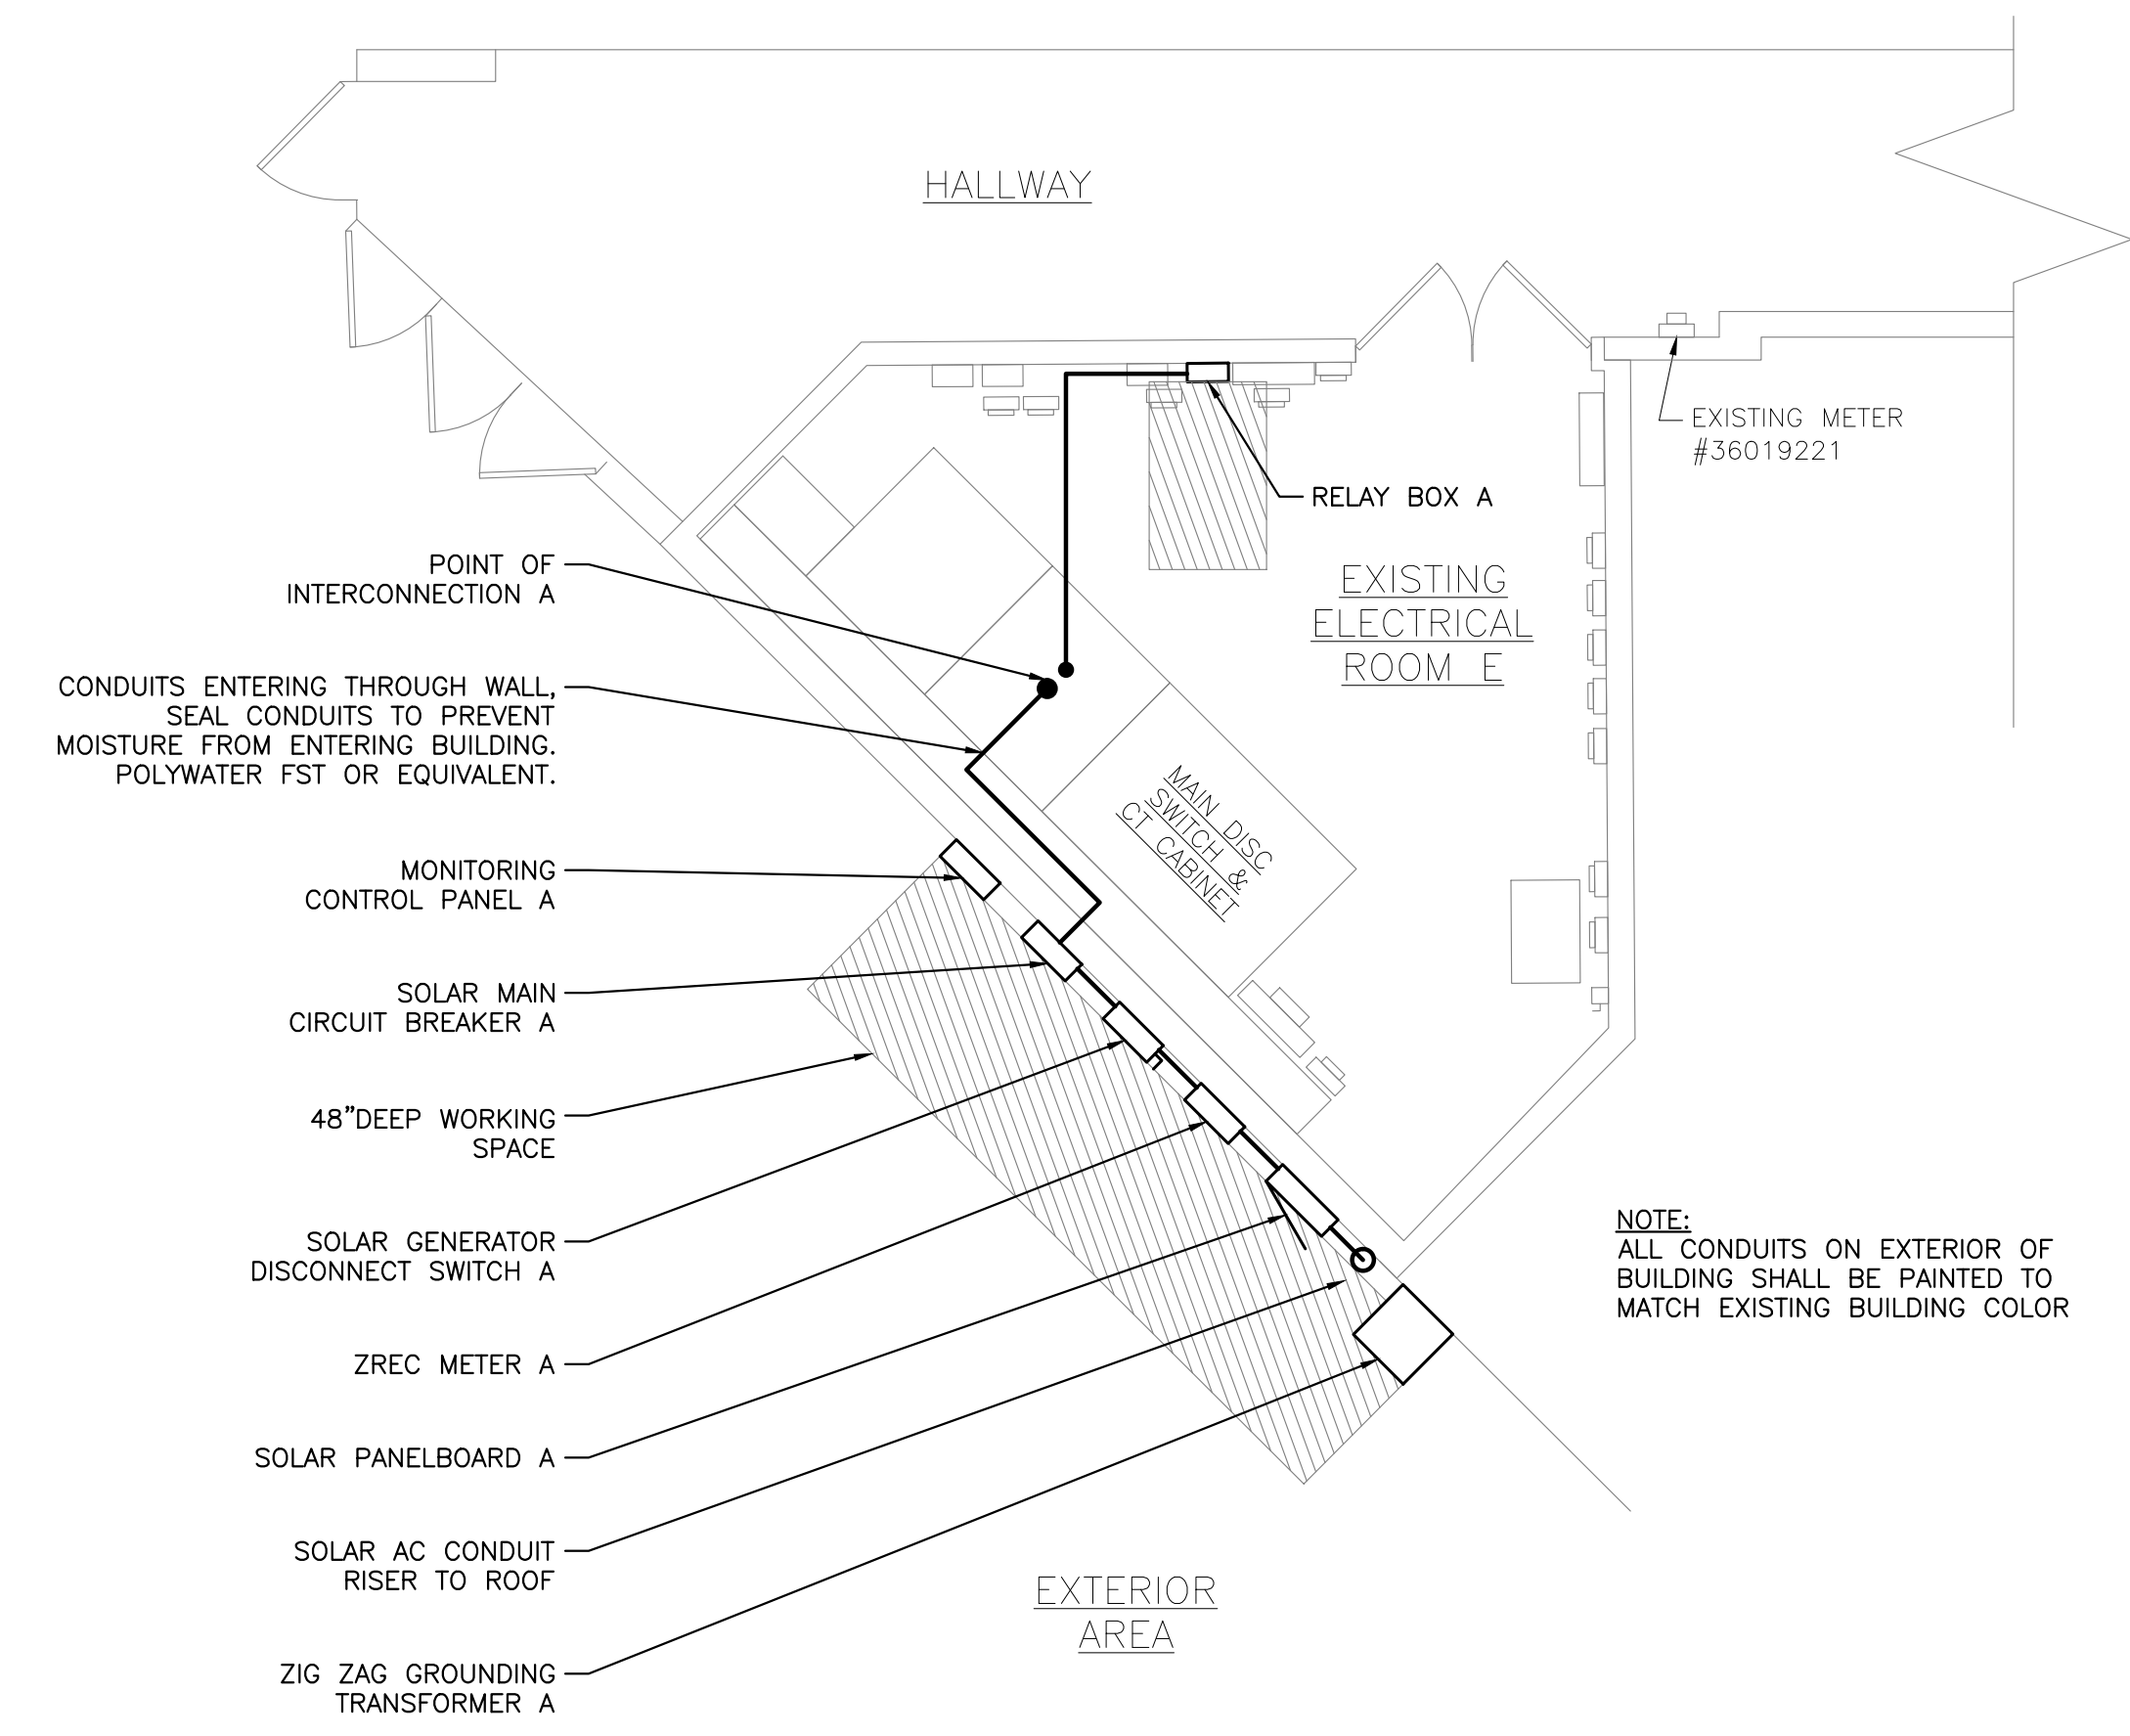 HALLWAY
EXISTING METER
#36019221
RELAY BOX A
EXISTING
ELECTRICAL
ROOM E
POINT OF
INTERCONNECTION A
CONDUITS ENTERING THROUGH WALL,
SEAL CONDUITS TO PREVENT
MOISTURE FROM ENTERING BUILDING.
POLYWATER FST OR EQUIVALENT.
MAIN DISC
SWITCH &
CT CABINET
MONITORING
CONTROL PANEL A
SOLAR MAIN
CIRCUIT BREAKER A
48"DEEP WORKING
SPACE
SOLAR GENERATOR
DISCONNECT SWITCH A
ZREC METER A
SOLAR PANELBOARD A
SOLAR AC CONDUIT
RISER TO ROOF
ZIG ZAG GROUNDING
TRANSFORMER A
NOTE:
ALL CONDUITS ON EXTERIOR OF
BUILDING SHALL BE PAINTED TO
MATCH EXISTING BUILDING COLOR
EXTERIOR
AREA